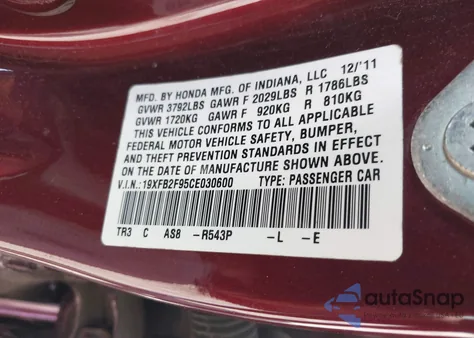 MFD. BY HONDA MFG. OF INDIANA, LLC 12/'11
GVWR 3792LBS GAWR F 2029LBS R 1786LBS
GVWR 1720KG GAWR F 920KG R 810KG
THIS VEHICLE CONFORMS TO ALL APPLICABLE
FEDERAL MOTOR VEHICLE SAFETY, BUMPER,
AND THEFT PREVENTION STANDARDS IN EFFECT
ON THE DATE OF MANUFACTURE SHOWN ABOVE.
V.I.N.: 19XFB2F95CE030600 TYPE: PASSENGER CAR
TR3 C AS8 -R543P -L -E
autoSnap